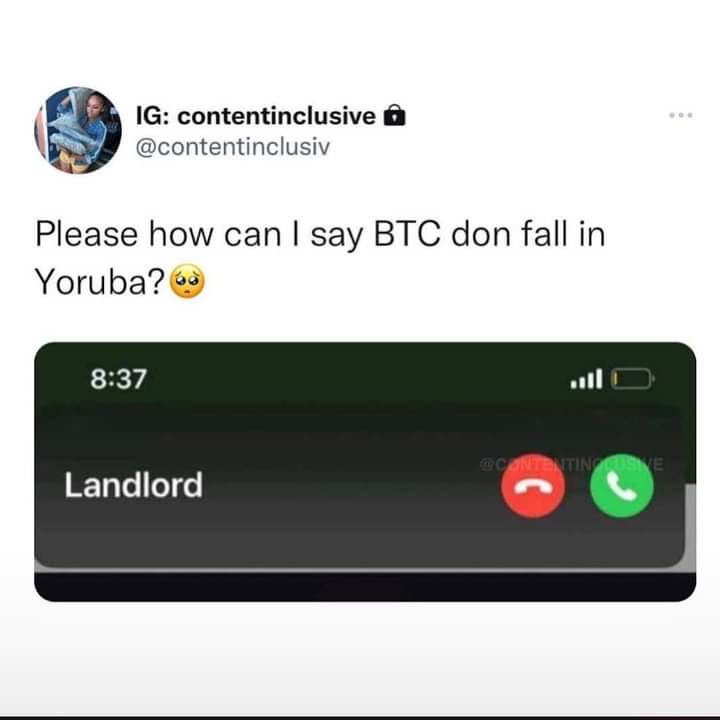 IG: contentinclusive 🔒
@contentinclusiv
Please how can I say BTC don fall in
Yoruba?🥺
8:37
@CONTENTINCLUSIVE
Landlord